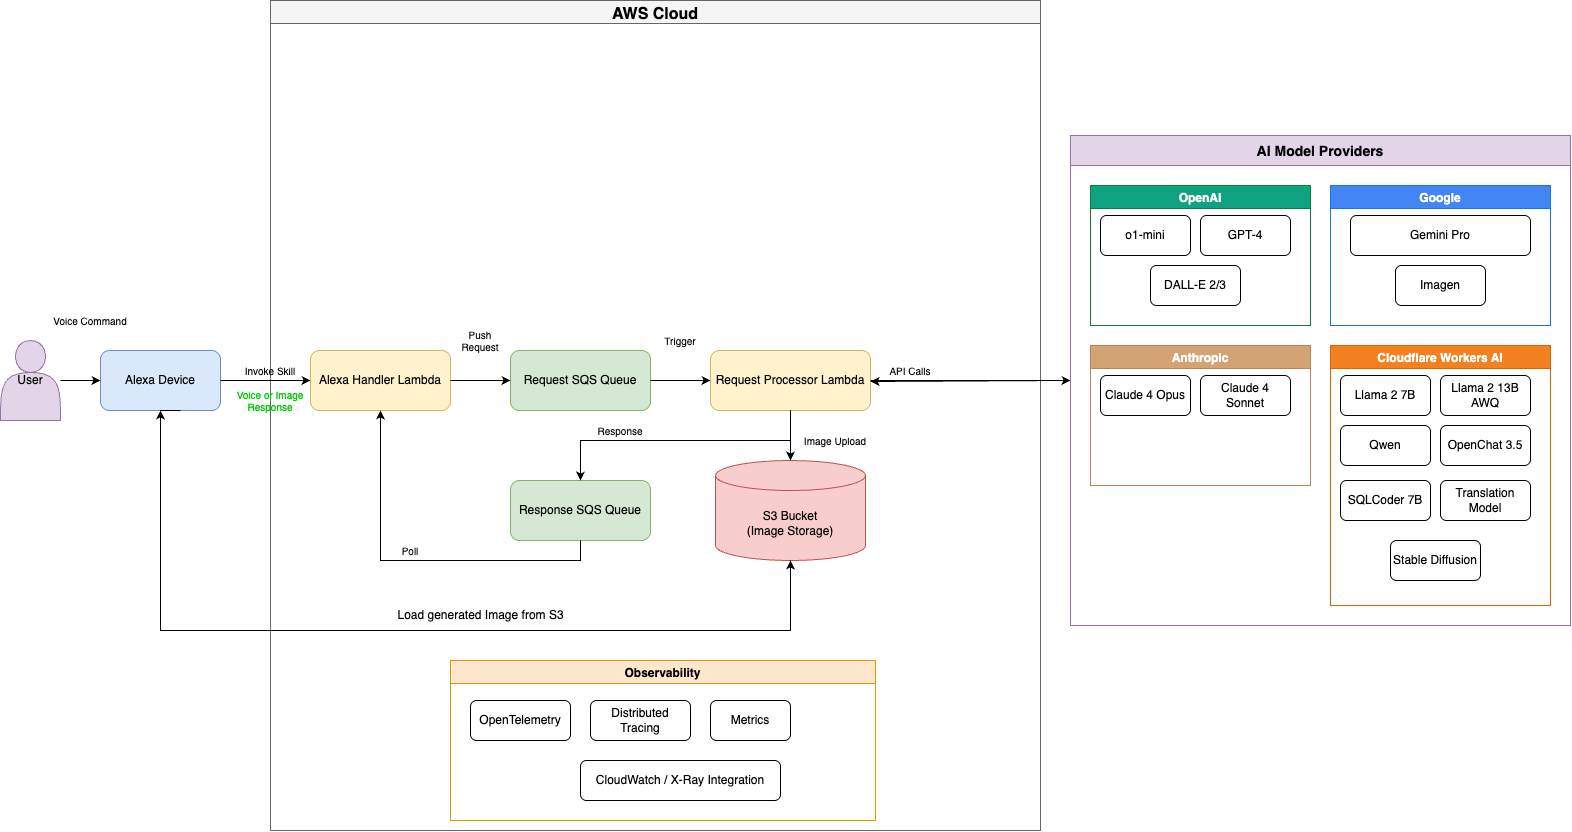 AWS Cloud
AI Model Providers
OpenAI
o1-mini
GPT-4
DALL-E 2/3
Google
Gemini Pro
Imagen
Anthropic
Claude 4 Opus
Claude 4
Sonnet
Cloudflare Workers AI
Llama 2 7B
Llama 2 13B
AWQ
Qwen
OpenChat 3.5
SQLCoder 7B
Translation
Model
Stable Diffusion
Voice Command
User
Alexa Device
Invoke Skill
Voice or Image
Response
Alexa Handler Lambda
Push
Request
Request SQS Queue
Trigger
Request Processor Lambda
API Calls
Response
Image Upload
Response SQS Queue
S3 Bucket
(Image Storage)
Poll
Load generated Image from S3
Observability
OpenTelemetry
Distributed
Tracing
Metrics
CloudWatch / X-Ray Integration